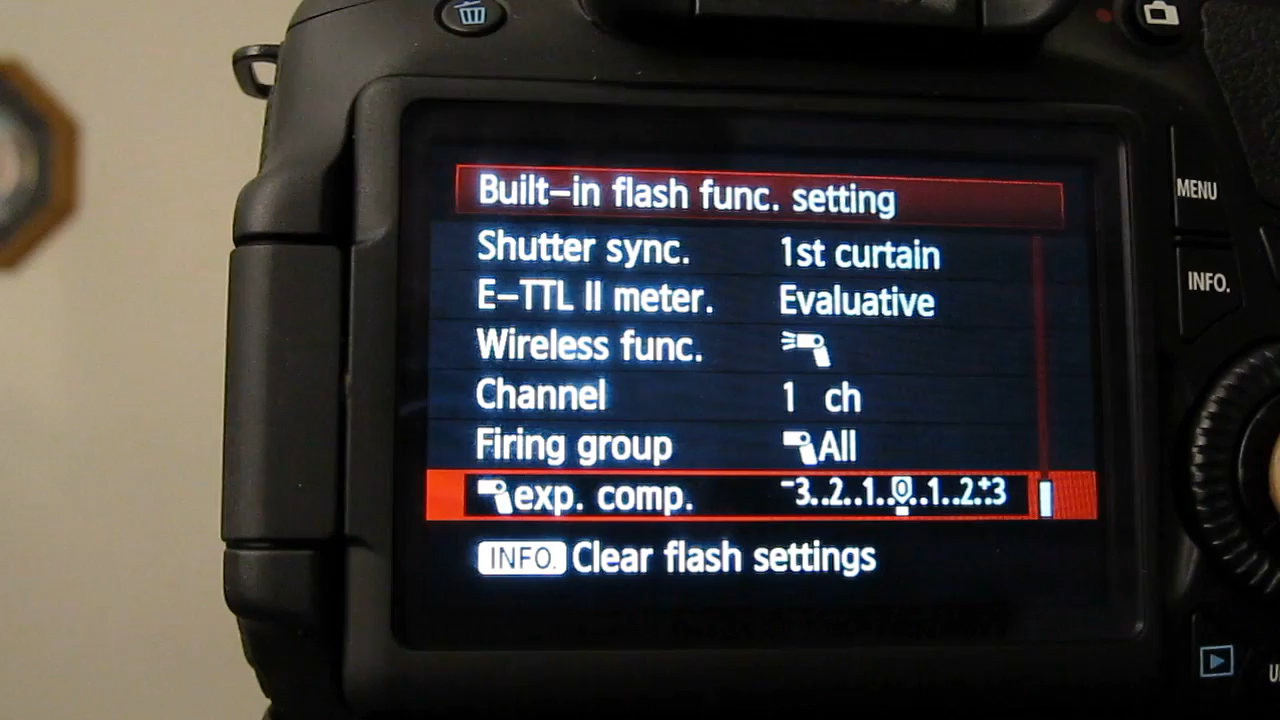 Built-in flash func. setting
Shutter sync. 1st curtain
E-TTL II meter. Evaluative
Wireless func.
Channel 1 ch
Firing group All
exp. comp. -3..2..1..0..1..2..+3
INFO. Clear flash settings
MENU
INFO.